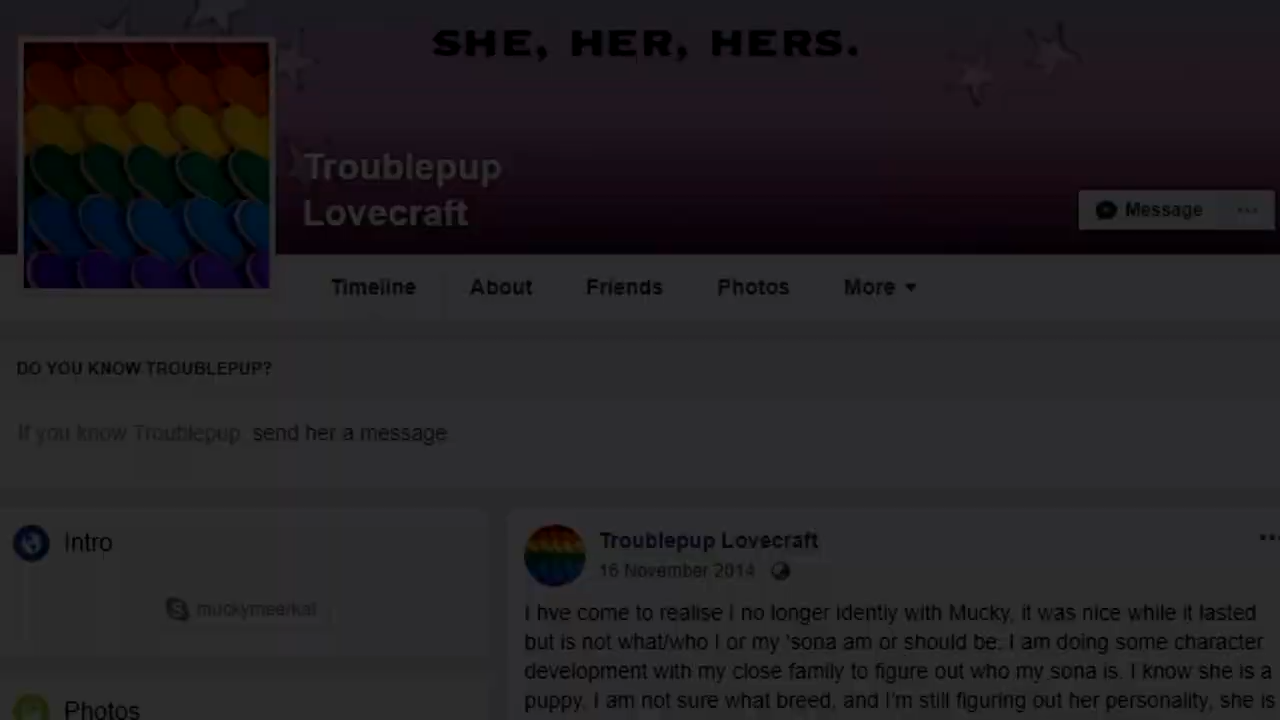 SHE, HER, HERS.
Troublepup
Lovecraft
Message
Timeline
About
Friends
Photos
More
DO YOU KNOW TROUBLEPUP?
If you know Troublepup, send her a message
Intro
muckymeerkat
Photos
Troublepup Lovecraft
16 November 2014
I hve come to realise I no longer idently with Mucky, it was nice while it lasted
but is not what/who I or my 'sona am or should be. I am doing some character
development with my close family to figure out who my sona is. I know she is a
puppy, I am not sure what breed, and I'm still figuring out her personality, she is